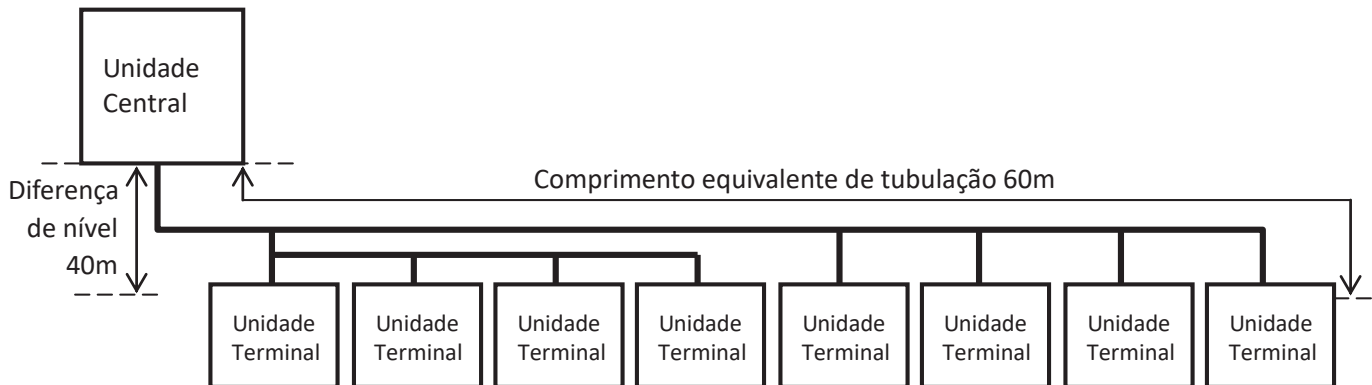 Unidade
Central
Comprimento equivalente de tubulação 60m
Diferença
de nível
40m
Unidade
Terminal
Unidade
Terminal
Unidade
Terminal
Unidade
Terminal
Unidade
Terminal
Unidade
Terminal
Unidade
Terminal
Unidade
Terminal